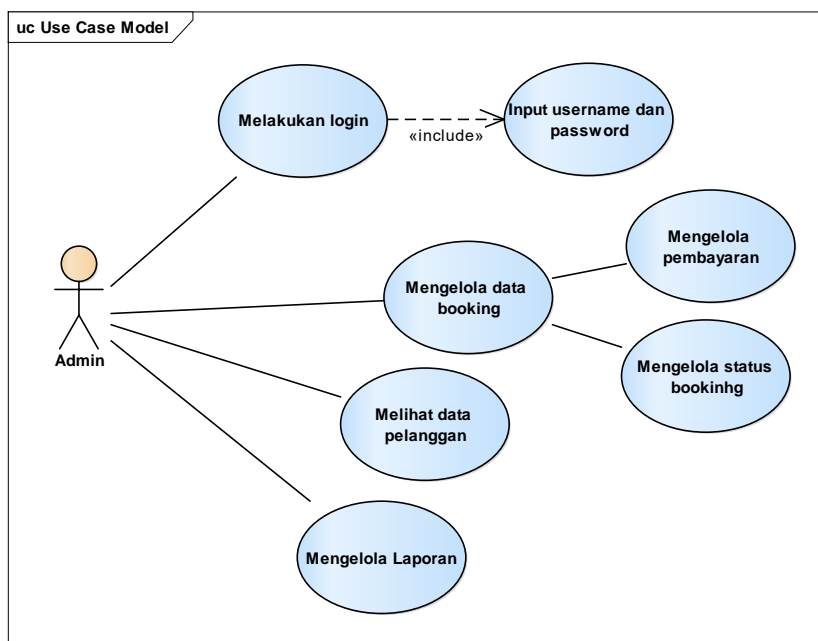 uc Use Case Model
Melakukan login
«include»
Input username dan
password
Mengelola
pembayaran
Mengelola data
booking
Admin
Mengelola status
bookinhg
Melihat data
pelanggan
Mengelola Laporan